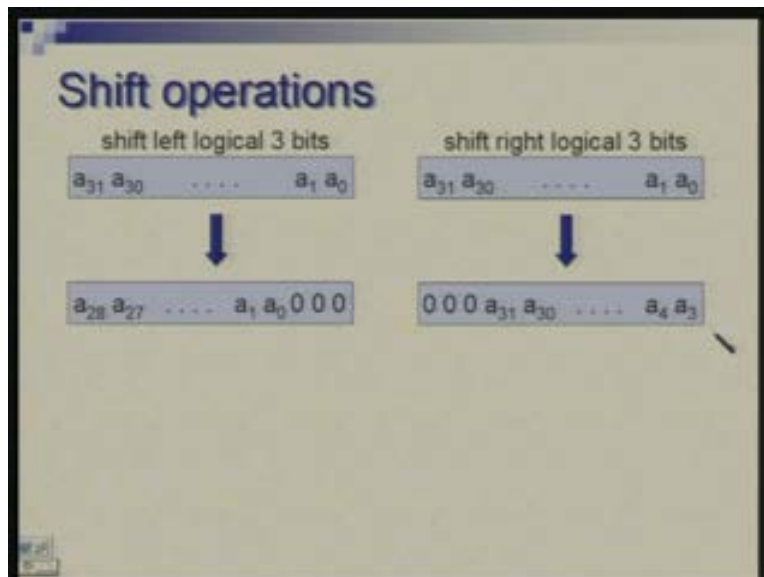 Shift operations
shift left logical 3 bits
a₃₁ a₃₀ .... a₁ a₀
a₂₈ a₂₇ .... a₁ a₀ 0 0 0
shift right logical 3 bits
a₃₁ a₃₀ .... a₁ a₀
0 0 0 a₃₁ a₃₀ .... a₄ a₃